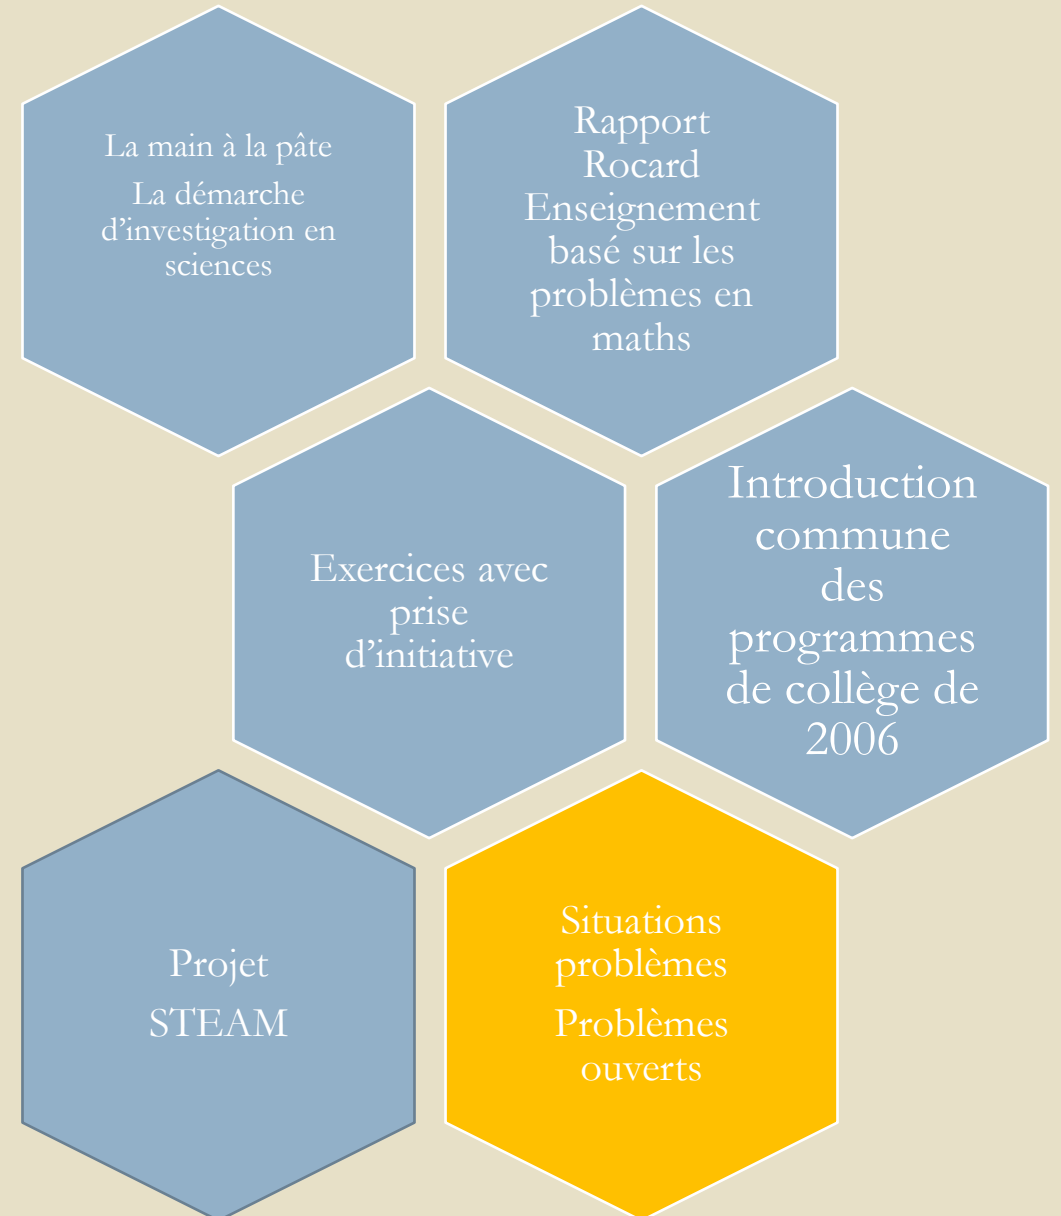 La main à la pâte
La démarche
d’investigation en
sciences
Rapport
Rocard
Enseignement
basé sur les
problèmes en
maths
Exercices avec
prise
d’initiative
Introduction
commune
des
programmes
de collège de
2006
Projet
STEAM
Situations
problèmes
Problèmes
ouverts